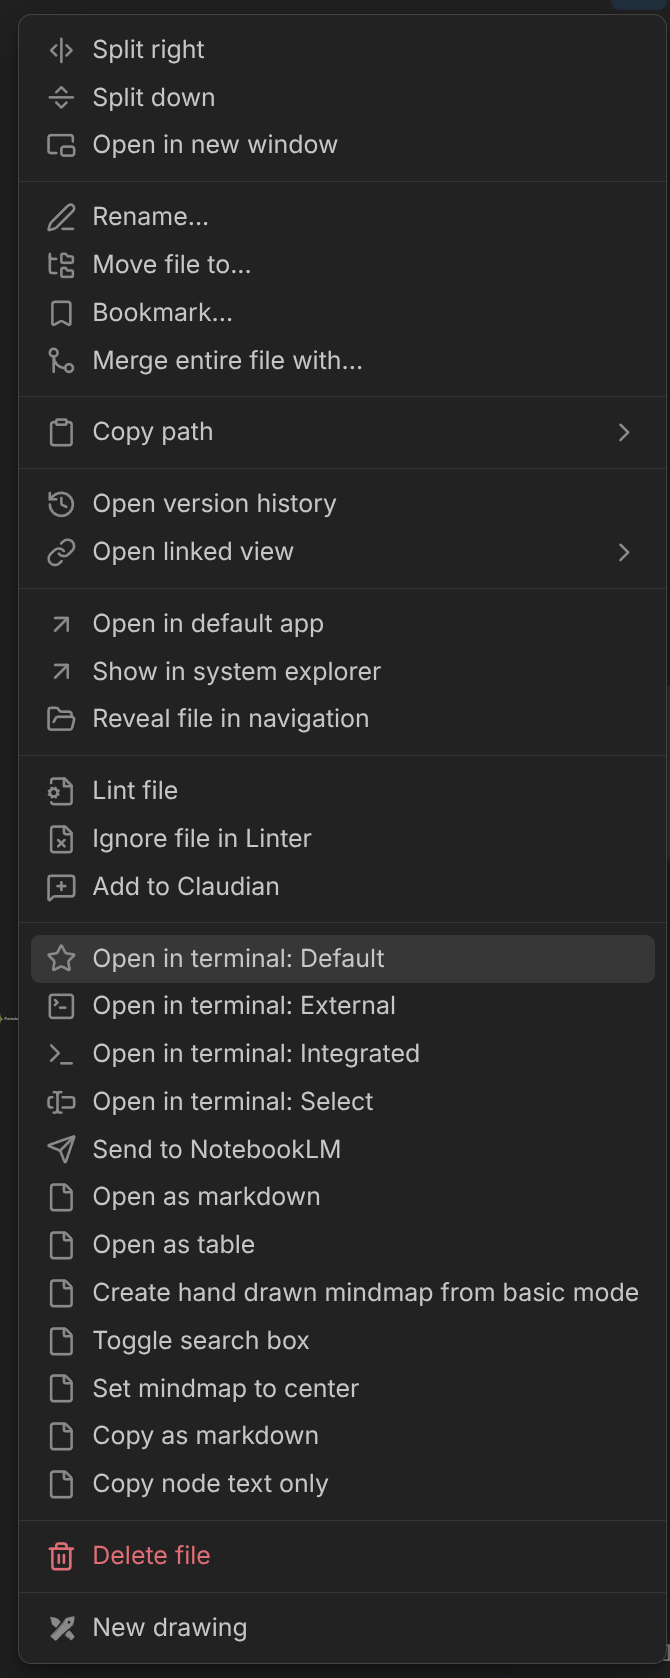 Split right
Split down
Open in new window
Rename...
Move file to...
Bookmark...
Merge entire file with...
Copy path
Open version history
Open linked view
Open in default app
Show in system explorer
Reveal file in navigation
Lint file
Ignore file in Linter
Add to Claudian
Open in terminal: Default
Open in terminal: External
Open in terminal: Integrated
Open in terminal: Select
Send to NotebookLM
Open as markdown
Open as table
Create hand drawn mindmap from basic mode
Toggle search box
Set mindmap to center
Copy as markdown
Copy node text only
Delete file
New drawing